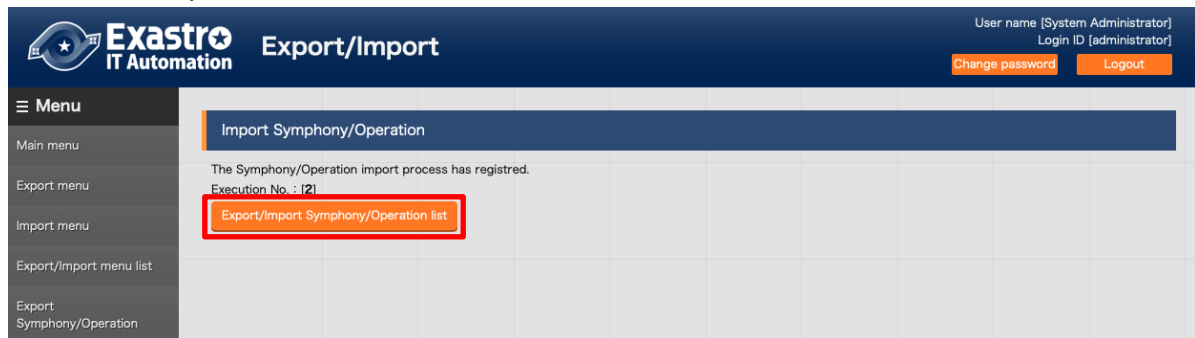 Exastro
IT Automation
Export/Import
User name [System Administrator]
Login ID [administrator]
Change password
Logout
☰ Menu
Main menu
Export menu
Import menu
Export/Import menu list
Export
Symphony/Operation
Import Symphony/Operation
The Symphony/Operation import process has registred.
Execution No. : [2]
Export/Import Symphony/Operation list